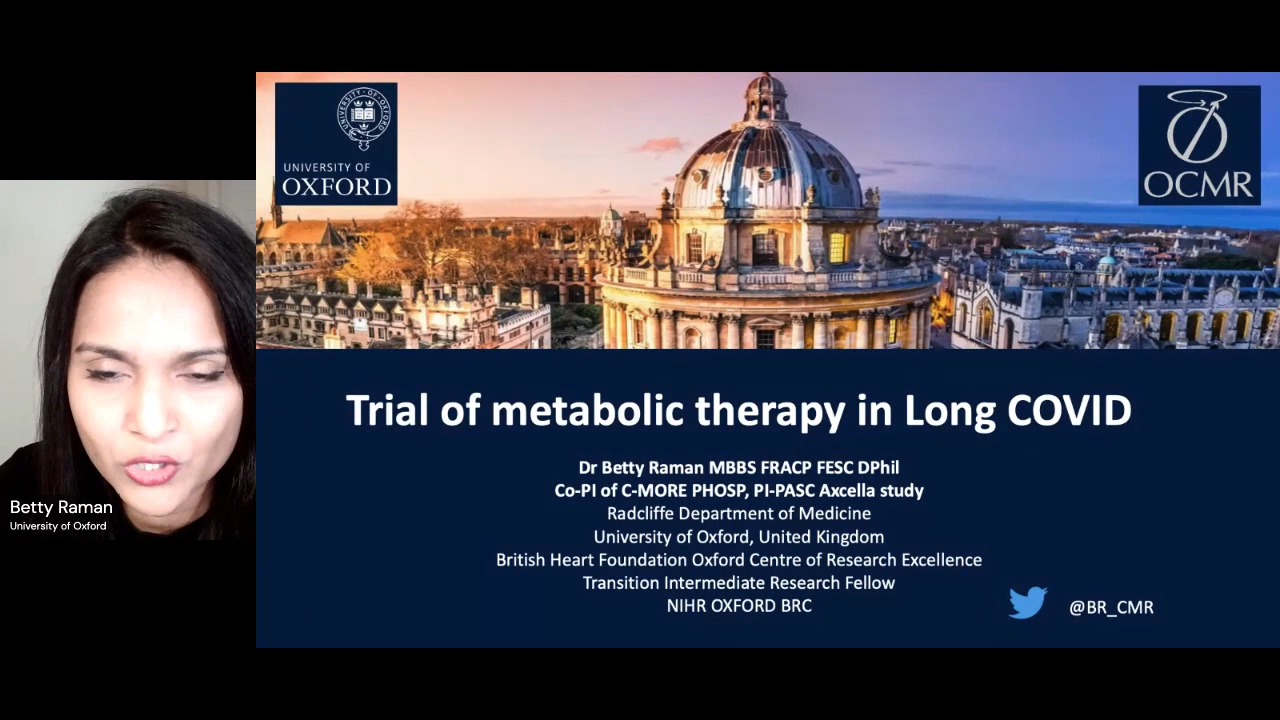 UNIVERSITY OF
OXFORD
OCMR
Trial of metabolic therapy in Long COVID
Dr Betty Raman MBBS FRACP FESC DPhil
Co-PI of C-MORE PHOSP, PI-PASC Axcella study
Radcliffe Department of Medicine
University of Oxford, United Kingdom
British Heart Foundation Oxford Centre of Research Excellence
Transition Intermediate Research Fellow
NIHR OXFORD BRC
@BR_CMR
Betty Raman
University of Oxford